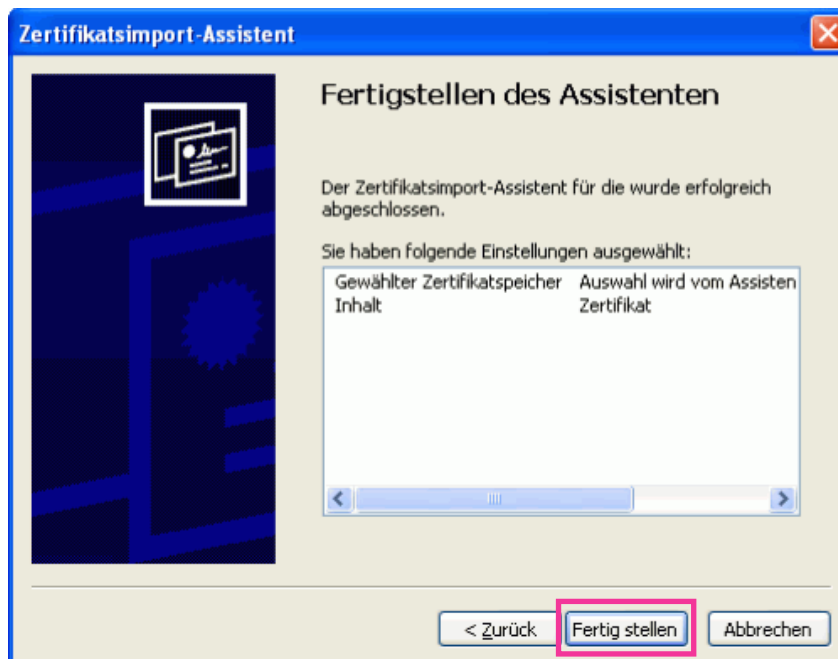 Zertifikatsimport-Assistent
Fertigstellen des Assistenten
Der Zertifikatsimport-Assistent für die wurde erfolgreich
abgeschlossen.
Sie haben folgende Einstellungen ausgewählt:
Gewählter Zertifikatspeicher Auswahl wird vom Assisten
Inhalt Zertifikat
< Zurück Fertig stellen Abbrechen